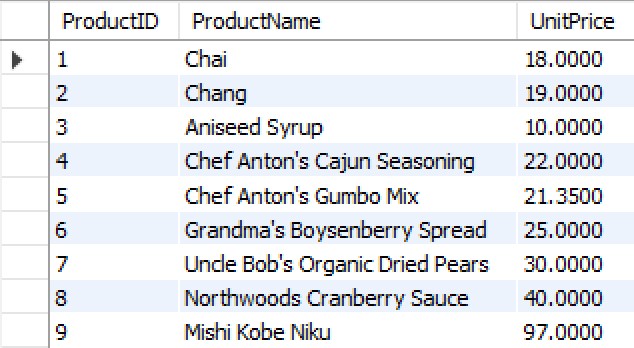 ProductID ProductName UnitPrice
1 Chai 18.0000
2 Chang 19.0000
3 Aniseed Syrup 10.0000
4 Chef Anton's Cajun Seasoning 22.0000
5 Chef Anton's Gumbo Mix 21.3500
6 Grandma's Boysenberry Spread 25.0000
7 Uncle Bob's Organic Dried Pears 30.0000
8 Northwoods Cranberry Sauce 40.0000
9 Mishi Kobe Niku 97.0000